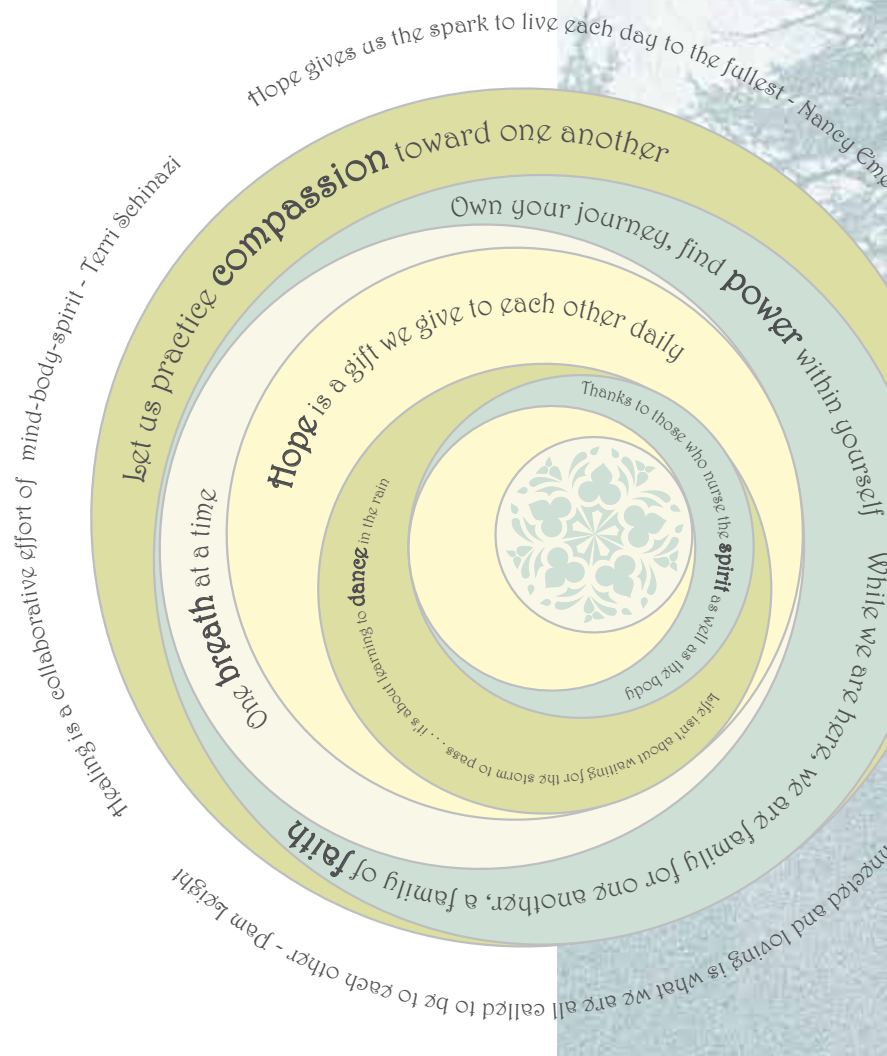 Hope gives us the spark to live each day to the fullest - Nancy
Healing is a collaborative effort of mind-body-spirit - Terri Schinazi
and loving is what we are all called to be to each other - Pam Leight
Let us practice compassion toward one another
Own your journey, find power within yourself
While we are here, we are family for one another, a family of faith
One breath at a time
Hope is a gift we give to each other daily
Life isn't about waiting for the storm to pass . . . it's about learning to dance in the rain
Thanks to those who nurse the spirit as well as the body